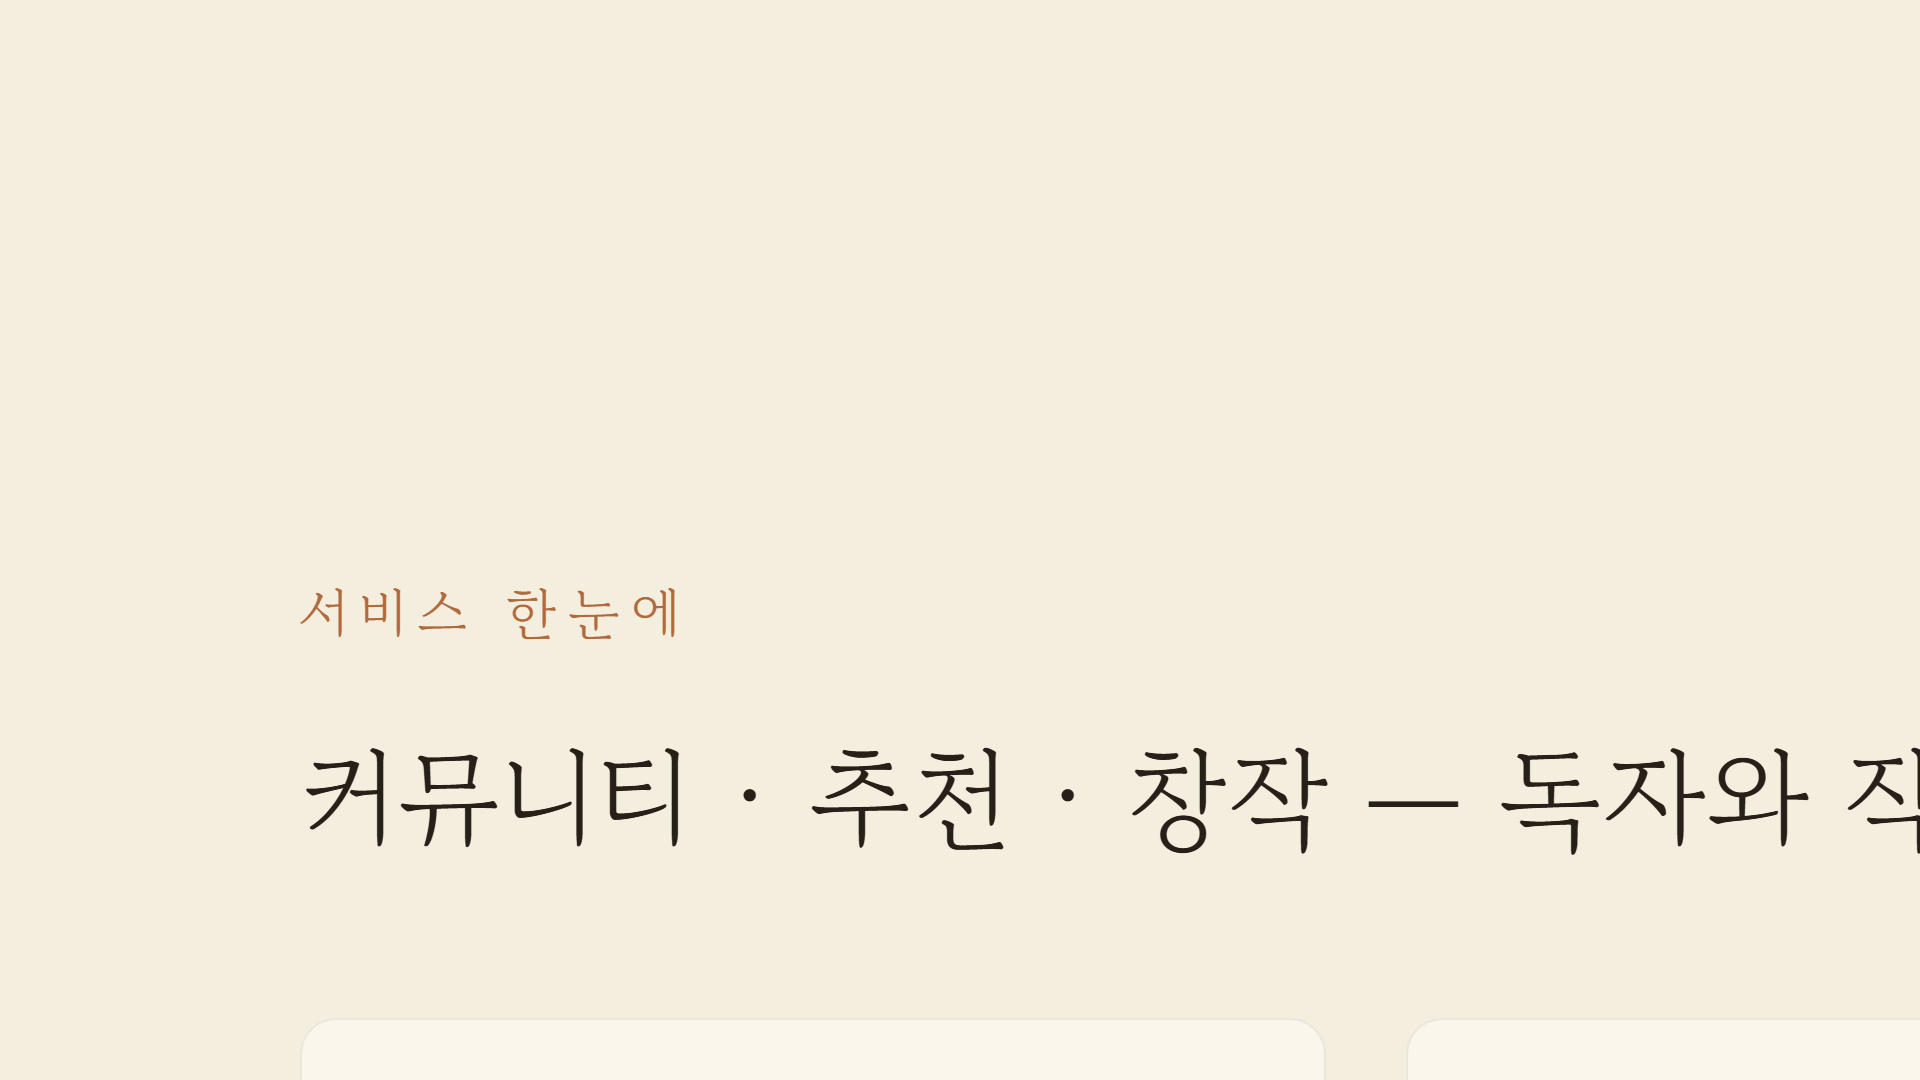 서비스 한눈에
커뮤니티 · 추천 · 창작 — 독자와